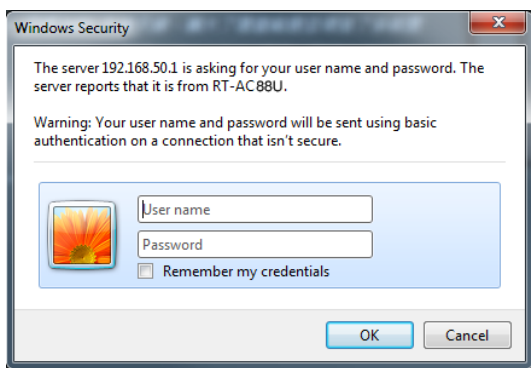 Windows Security
The server 192.168.50.1 is asking for your user name and password. The
server reports that it is from RT-AC88U.
Warning: Your user name and password will be sent using basic
authentication on a connection that isn't secure.
User name
Password
Remember my credentials
OK
Cancel